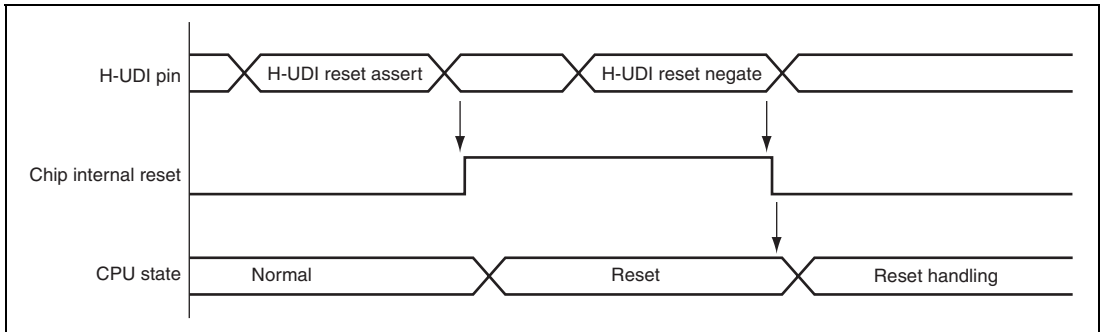 H-UDI pin
H-UDI reset assert
H-UDI reset negate
Chip internal reset
CPU state
Normal
Reset
Reset handling